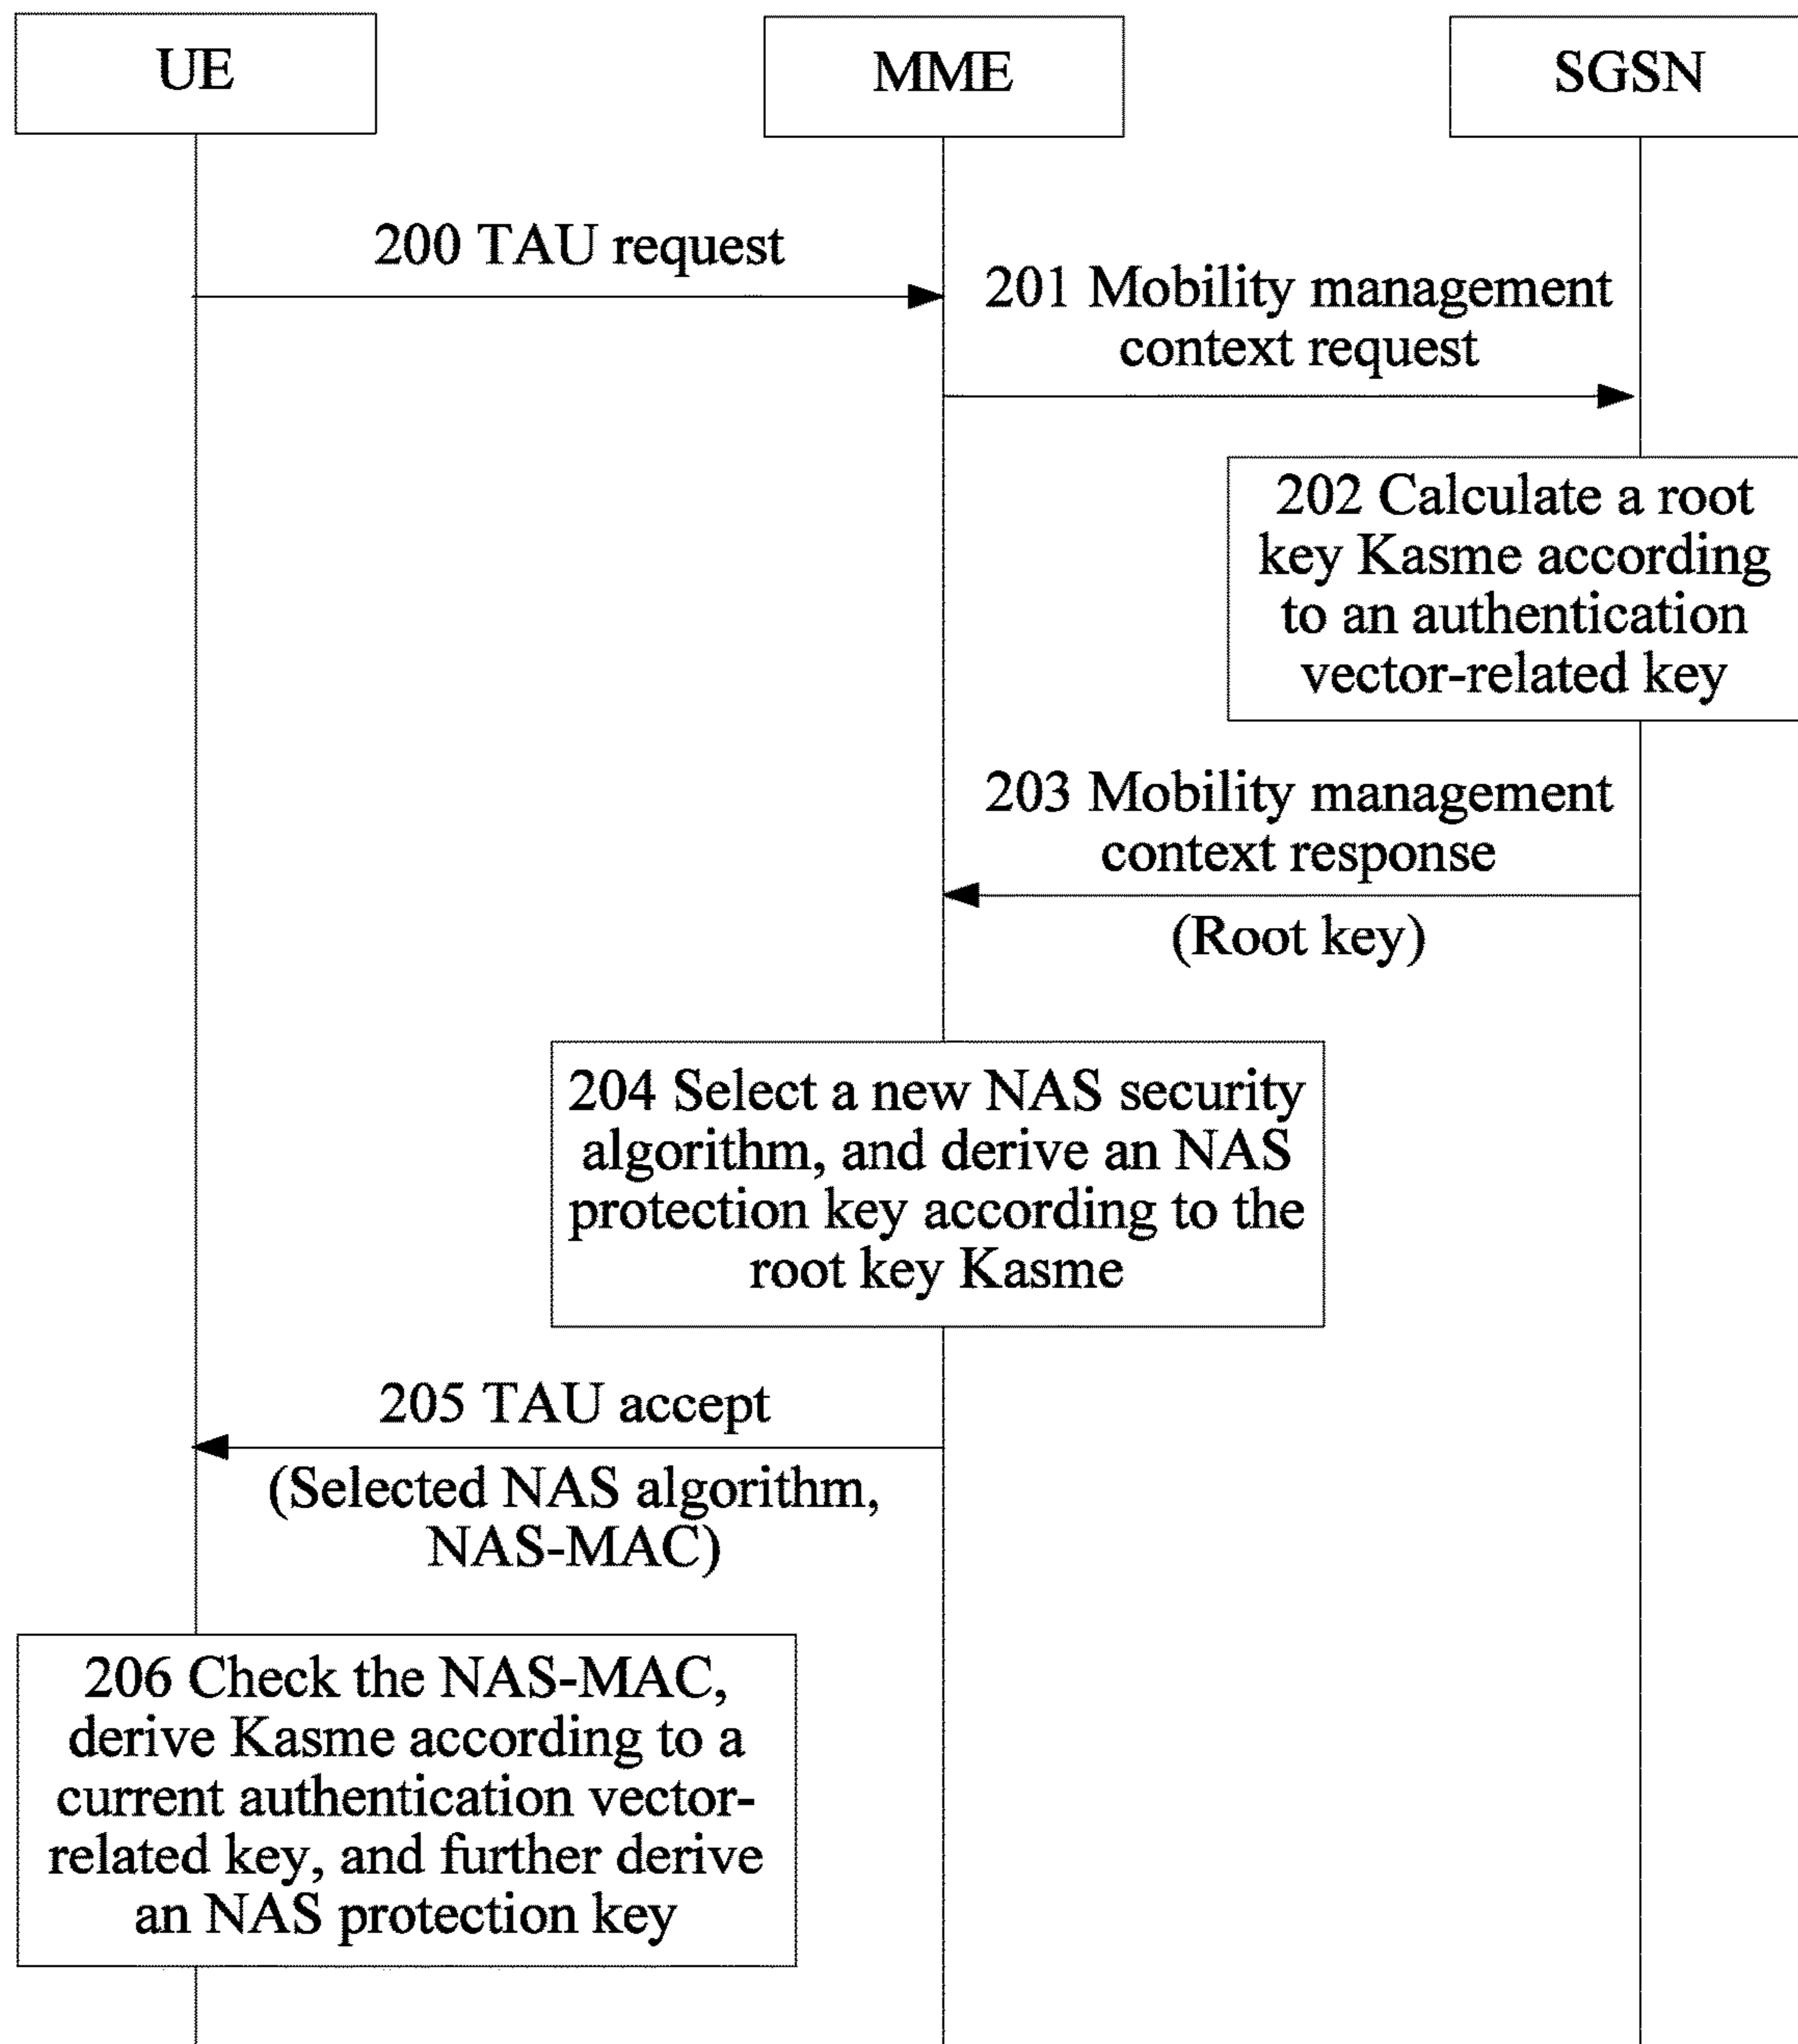 UE
MME
SGSN
200 TAU request
201 Mobility management
context request
202 Calculate a root
key Kasme according
to an authentication
vector-related key
203 Mobility management
context response
(Root key)
204 Select a new NAS security
algorithm, and derive an NAS
protection key according to the
root key Kasme
205 TAU accept
(Selected NAS algorithm,
NAS-MAC)
206 Check the NAS-MAC,
derive Kasme according to a
current authentication vector-
related key, and further derive
an NAS protection key